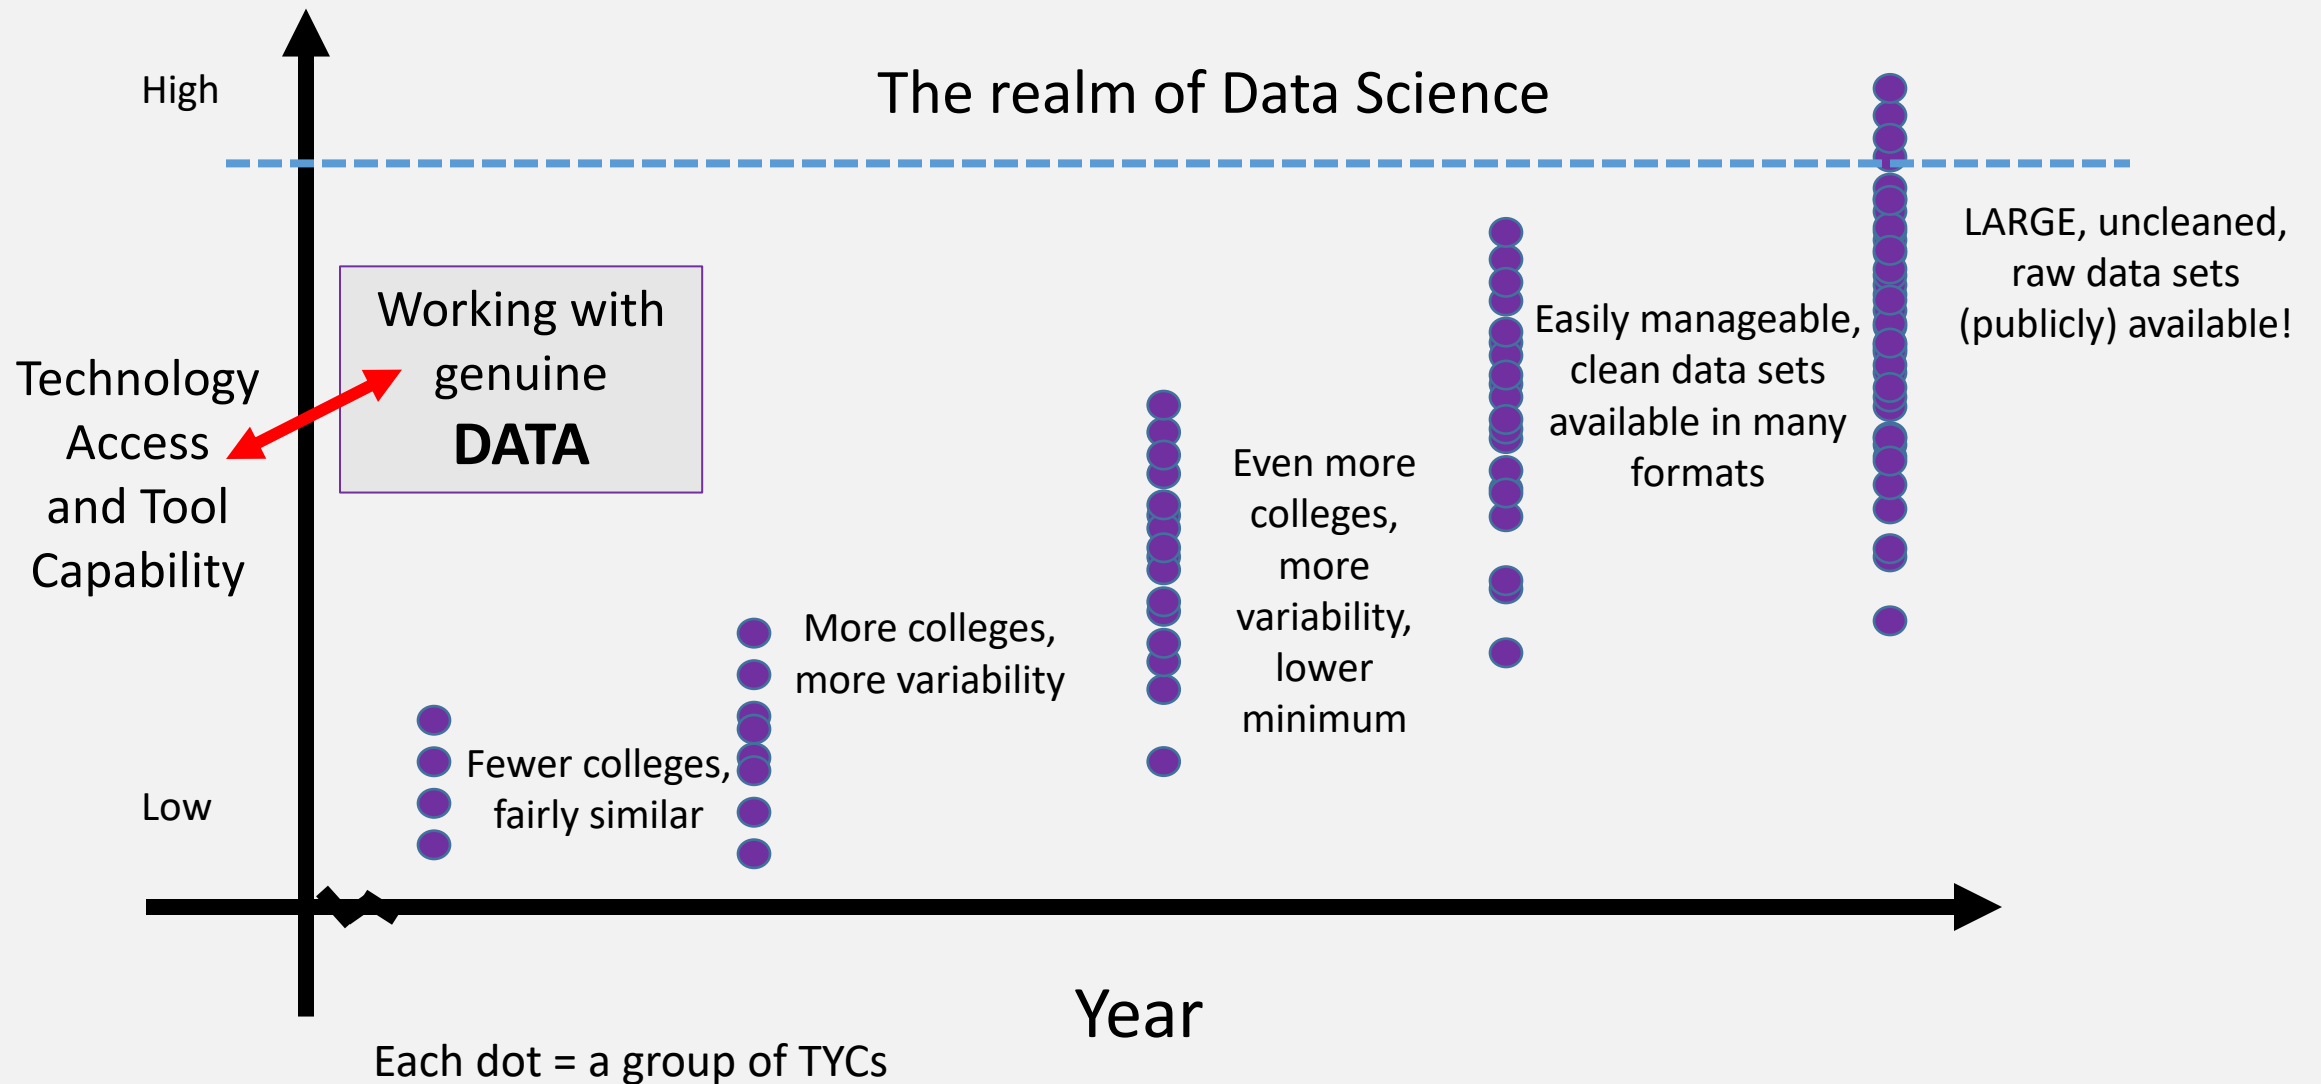 High
The realm of Data Science
Working with
genuine
DATA
Technology
Access
and Tool
Capability
Low
Fewer colleges,
fairly similar
More colleges,
more variability
Even more
colleges,
more
variability,
lower
minimum
Easily manageable,
clean data sets
available in many
formats
LARGE, uncleaned,
raw data sets
(publicly) available!
Year
Each dot = a group of TYCs